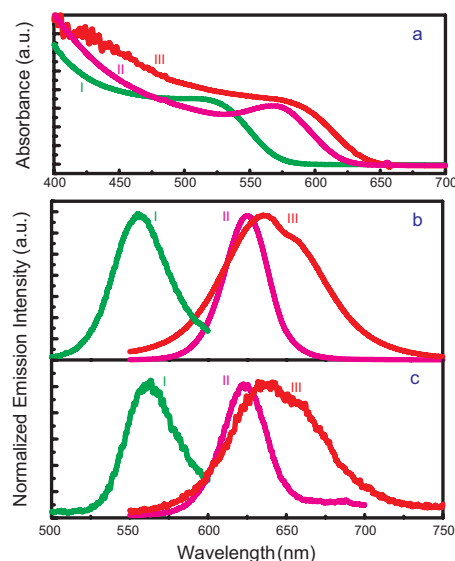 Absorbance (a.u.)
a
I
II
III
400 450 500 550 600 650 700
Normalized Emission Intensity (a.u.)
b
I
II
III
c
I
II
III
500 550 600 650 700 750
Wavelength (nm)